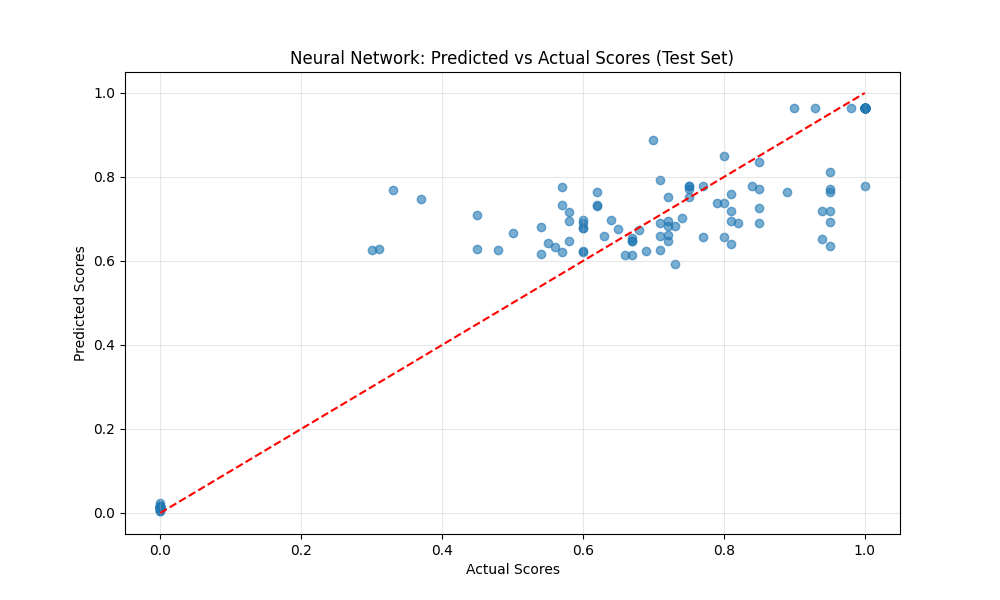 Neural Network: Predicted vs Actual Scores (Test Set)
1.0
0.8
0.6
0.4
0.2
0.0
Predicted Scores
0.0 0.2 0.4 0.6 0.8 1.0
Actual Scores